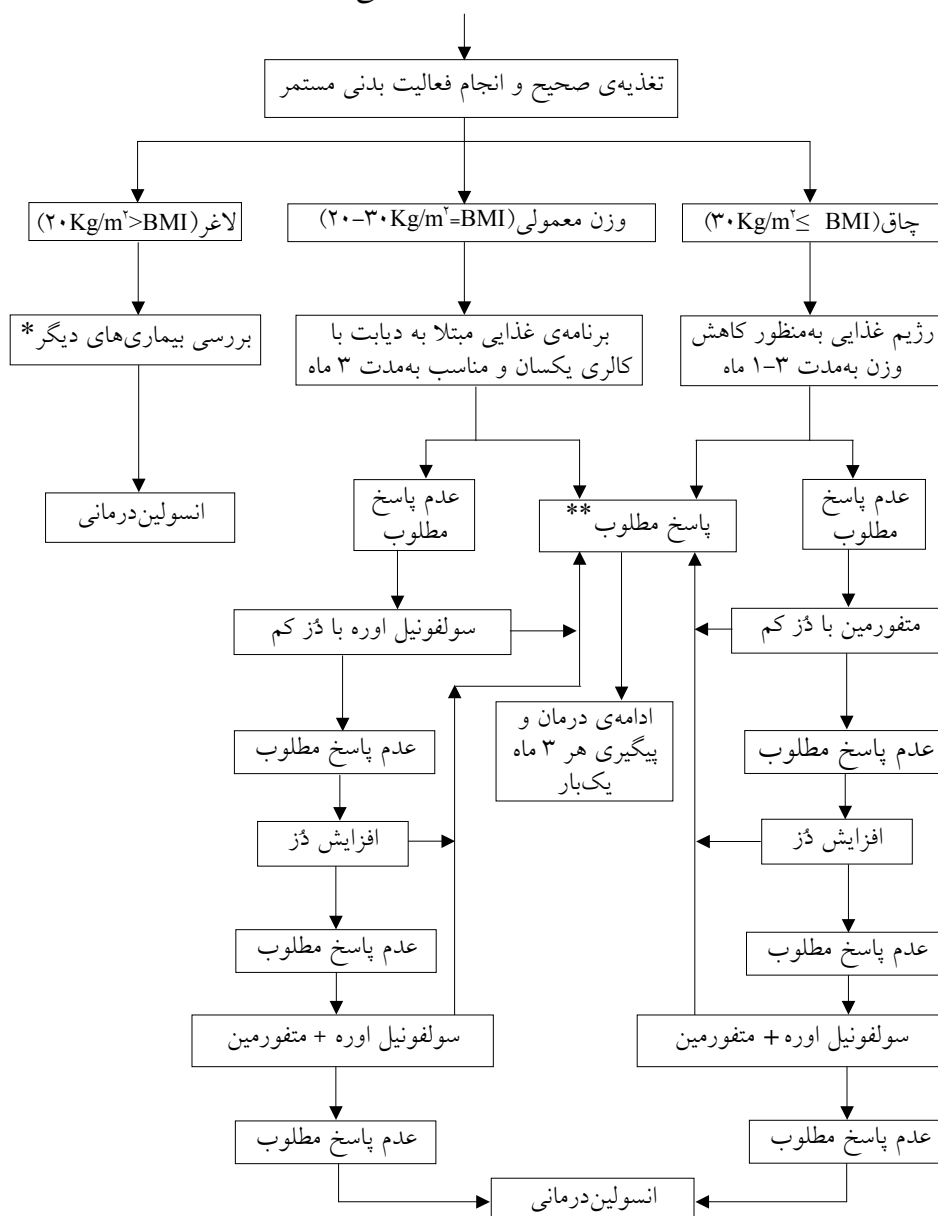 تغذیه‌ی صحیح و انجام فعالیت بدنی مستمر
چاق(۳۰Kg/m۲≤ BMI)
وزن معمولی(۲۰-۳۰Kg/m۲=BMI)
لاغر(۲۰Kg/m۲>BMI)
رژیم غذایی به‌منظور کاهش
وزن به‌مدت ۳-۱ ماه
برنامه‌ی غذایی مبتلا به دیابت با
کالری یکسان و مناسب به‌مدت ۳ ماه
بررسی بیماری‌های دیگر*
عدم پاسخ
مطلوب
پاسخ مطلوب**
عدم پاسخ
مطلوب
انسولین‌درمانی
متفورمین با دُز کم
سولفونیل اوره با دُز کم
ادامه‌ی درمان و
پیگیری هر ۳ ماه
یک‌بار
عدم پاسخ مطلوب
عدم پاسخ مطلوب
افزایش دُز
افزایش دُز
عدم پاسخ مطلوب
عدم پاسخ مطلوب
سولفونیل اوره + متفورمین
سولفونیل اوره + متفورمین
عدم پاسخ مطلوب
عدم پاسخ مطلوب
انسولین‌درمانی